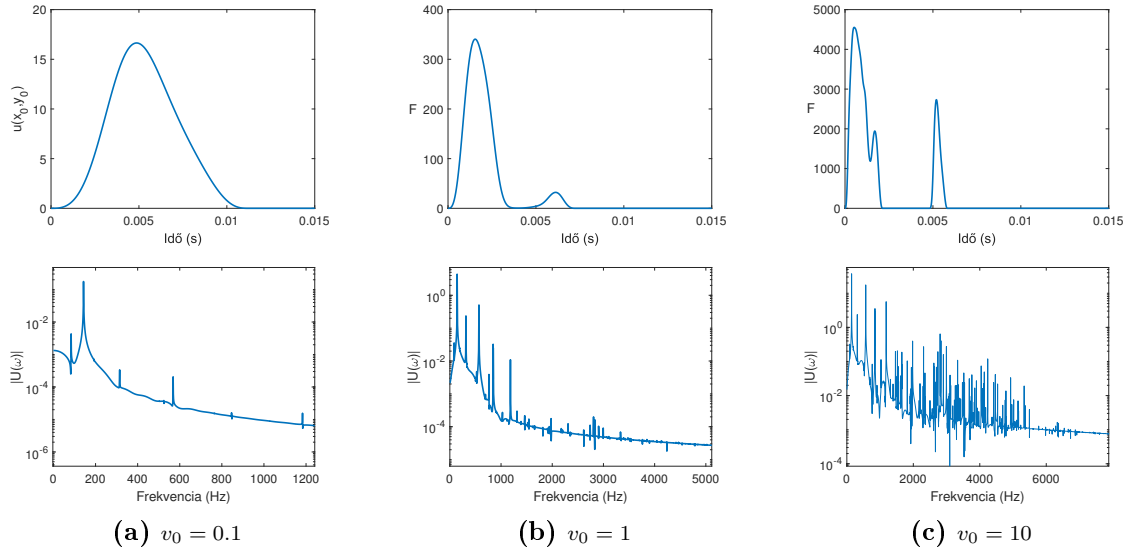 20
15
10
5
0
u(x0,y0)
0 0.005 0.01 0.015
Idő (s)
400
300
200
100
0
F
0 0.005 0.01 0.015
Idő (s)
5000
4000
3000
2000
1000
0
F
0 0.005 0.01 0.015
Idő (s)
10-2
10-4
10-6
|U(ω)|
0 200 400 600 800 1000 1200
Frekvencia (Hz)
100
10-2
10-4
|U(ω)|
0 1000 2000 3000 4000 5000
Frekvencia (Hz)
100
10-2
10-4
|U(ω)|
0 2000 4000 6000
Frekvencia (Hz)
(a) v0 = 0.1
(b) v0 = 1
(c) v0 = 10